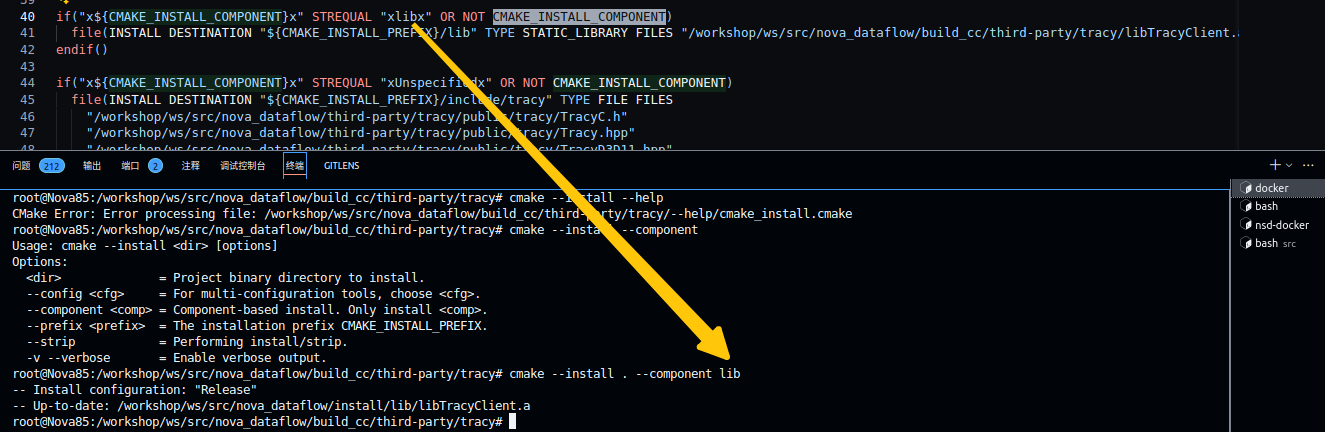 39
40 if("x${CMAKE_INSTALL_COMPONENT}x" STREQUAL "xlibx" OR NOT CMAKE_INSTALL_COMPONENT)
41 file(INSTALL DESTINATION "${CMAKE_INSTALL_PREFIX}/lib" TYPE STATIC_LIBRARY FILES "/workshop/ws/src/nova_dataflow/build_cc/third-party/tracy/libTracyClient.a
42 endif()
43
44 if("x${CMAKE_INSTALL_COMPONENT}x" STREQUAL "xUnspecifiedx" OR NOT CMAKE_INSTALL_COMPONENT)
45 file(INSTALL DESTINATION "${CMAKE_INSTALL_PREFIX}/include/tracy" TYPE FILE FILES
46 "/workshop/ws/src/nova_dataflow/third-party/tracy/public/tracy/TracyC.h"
47 "/workshop/ws/src/nova_dataflow/third-party/tracy/public/tracy/Tracy.hpp"
48 "/workshop/ws/src/nova_dataflow/third-party/tracy/public/tracy/TracyD3D11.hpp"
问题 212 输出 端口 2 注释 调试控制台 终端 GITLENS
root@Nova85:/workshop/ws/src/nova_dataflow/build_cc/third-party/tracy# cmake --install --help
CMake Error: Error processing file: /workshop/ws/src/nova_dataflow/build_cc/third-party/tracy/--help/cmake_install.cmake
root@Nova85:/workshop/ws/src/nova_dataflow/build_cc/third-party/tracy# cmake --install --component
Usage: cmake --install <dir> [options]
Options:
<dir> = Project binary directory to install.
--config <cfg> = For multi-configuration tools, choose <cfg>.
--component <comp> = Component-based install. Only install <comp>.
--prefix <prefix> = The installation prefix CMAKE_INSTALL_PREFIX.
--strip = Performing install/strip.
-v --verbose = Enable verbose output.
root@Nova85:/workshop/ws/src/nova_dataflow/build_cc/third-party/tracy# cmake --install . --component lib
-- Install configuration: "Release"
-- Up-to-date: /workshop/ws/src/nova_dataflow/install/lib/libTracyClient.a
root@Nova85:/workshop/ws/src/nova_dataflow/build_cc/third-party/tracy#
docker
bash
nsd-docker
bash src